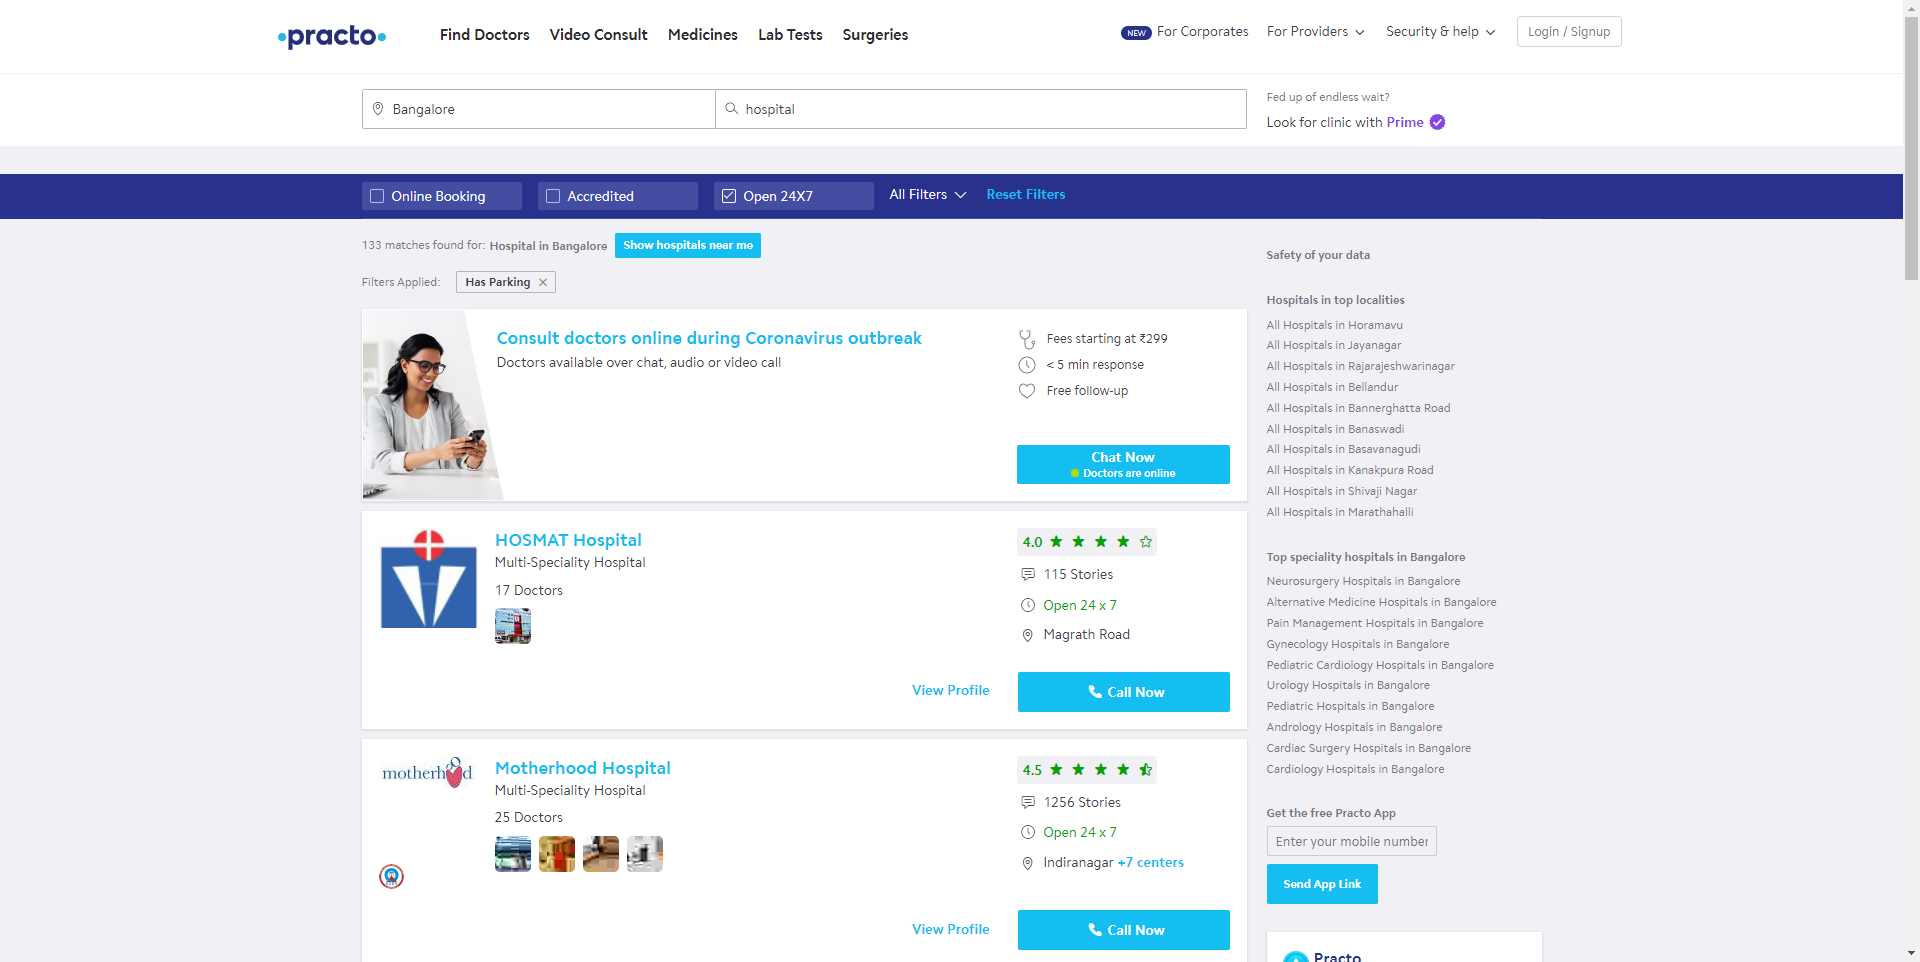 practo
Find Doctors
Video Consult
Medicines
Lab Tests
Surgeries
NEW For Corporates
For Providers
Security & help
Login / Signup
Bangalore
hospital
Fed up of endless wait?
Look for clinic with Prime
Online Booking
Accredited
Open 24X7
All Filters
Reset Filters
133 matches found for: Hospital in Bangalore
Show hospitals near me
Filters Applied:
Has Parking
Consult doctors online during Coronavirus outbreak
Doctors available over chat, audio or video call
Fees starting at ₹299
< 5 min response
Free follow-up
Chat Now
Doctors are online
HOSMAT Hospital
Multi-Speciality Hospital
17 Doctors
4.0
115 Stories
Open 24 x 7
Magrath Road
View Profile
Call Now
motherhood
Motherhood Hospital
Multi-Speciality Hospital
25 Doctors
4.5
1256 Stories
Open 24 x 7
Indiranagar +7 centers
View Profile
Call Now
Safety of your data
Hospitals in top localities
All Hospitals in Horamavu
All Hospitals in Jayanagar
All Hospitals in Rajarajeshwarinagar
All Hospitals in Bellandur
All Hospitals in Bannerghatta Road
All Hospitals in Banaswadi
All Hospitals in Basavanagudi
All Hospitals in Kanakpura Road
All Hospitals in Shivaji Nagar
All Hospitals in Marathahalli
Top speciality hospitals in Bangalore
Neurosurgery Hospitals in Bangalore
Alternative Medicine Hospitals in Bangalore
Pain Management Hospitals in Bangalore
Gynecology Hospitals in Bangalore
Pediatric Cardiology Hospitals in Bangalore
Urology Hospitals in Bangalore
Pediatric Hospitals in Bangalore
Andrology Hospitals in Bangalore
Cardiac Surgery Hospitals in Bangalore
Cardiology Hospitals in Bangalore
Get the free Practo App
Enter your mobile number
Send App Link
Practo